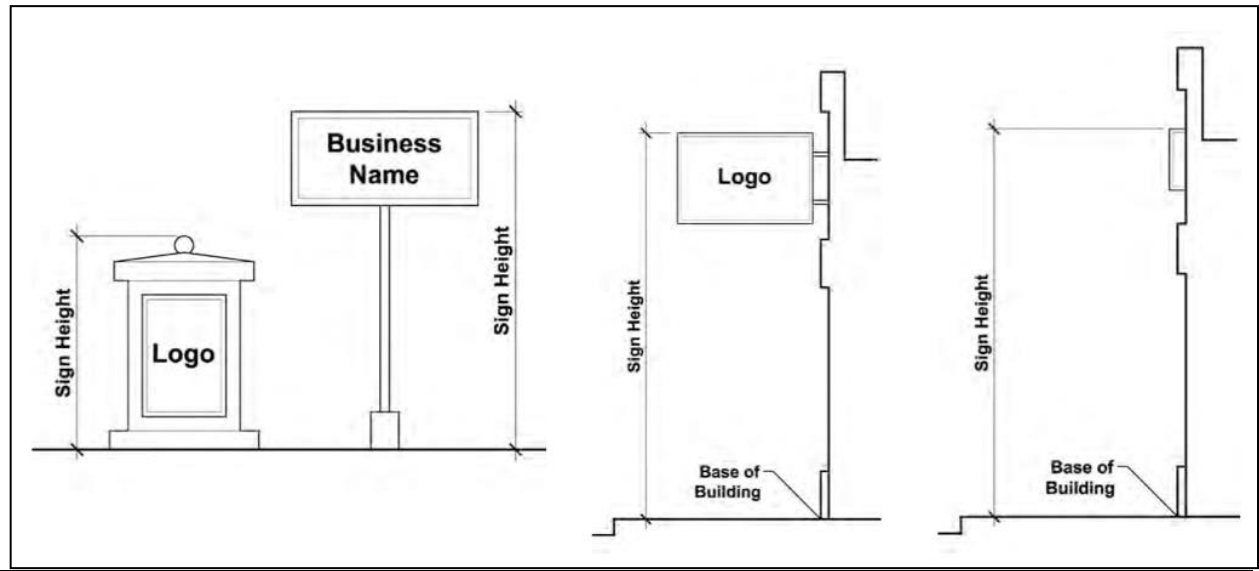 Sign Height
Logo
Business
Name
Sign Height
Sign Height
Logo
Base of
Building
Sign Height
Base of
Building